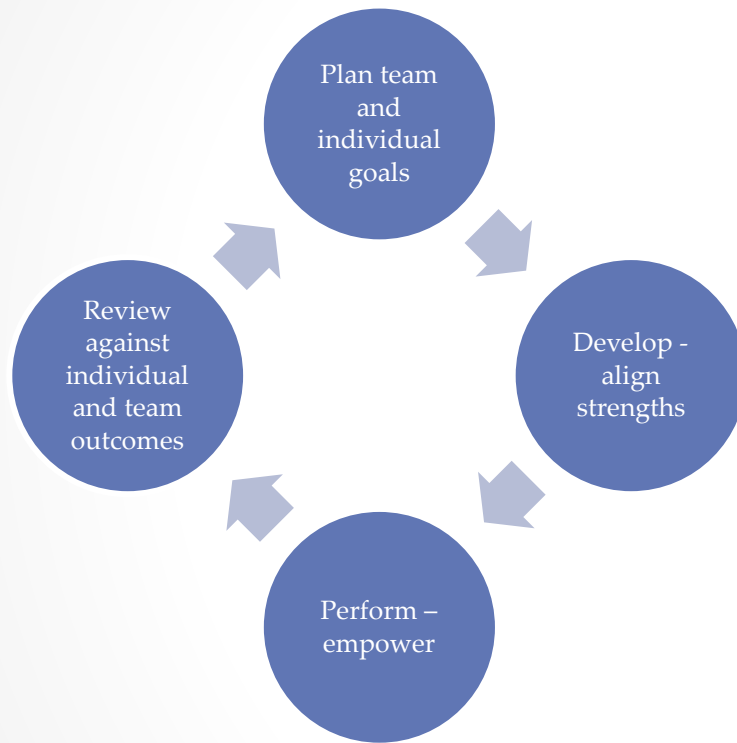 Plan team
and
individual
goals
Develop -
align
strengths
Perform –
empower
Review
against
individual
and team
outcomes